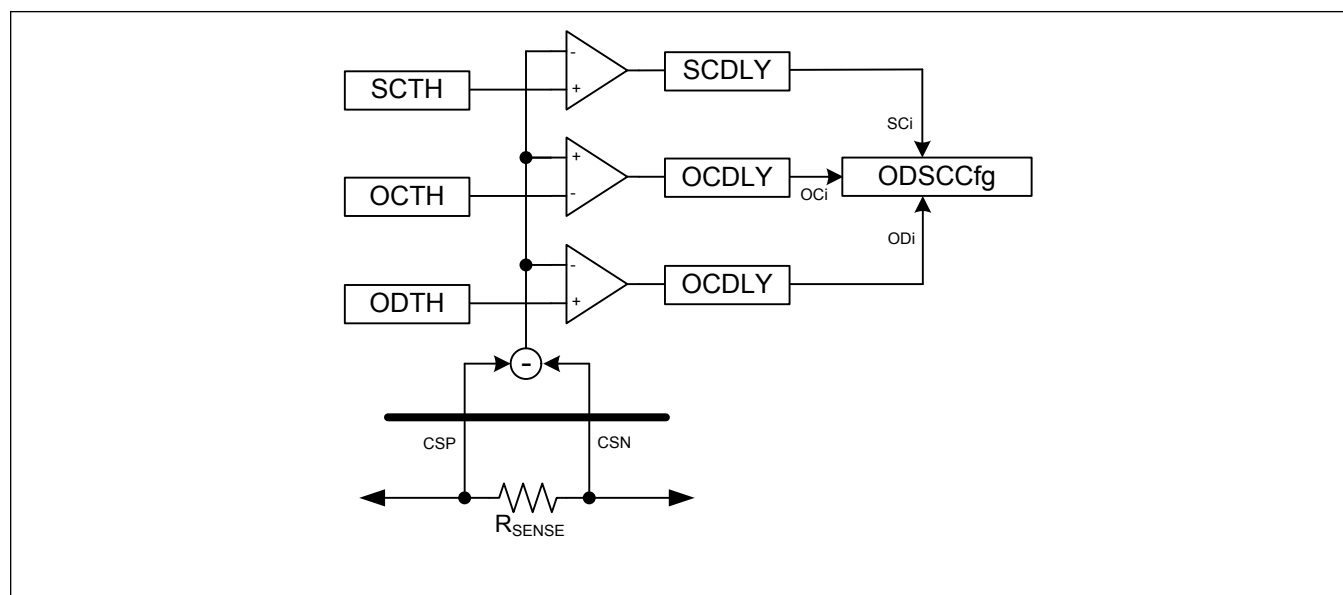 SCTH
-
+
SCDLY
SCi
OCTH
+
-
OCDLY
OCi
ODSCCfg
ODi
ODTH
-
+
OCDLY
-
CSP
CSN
RSENSE